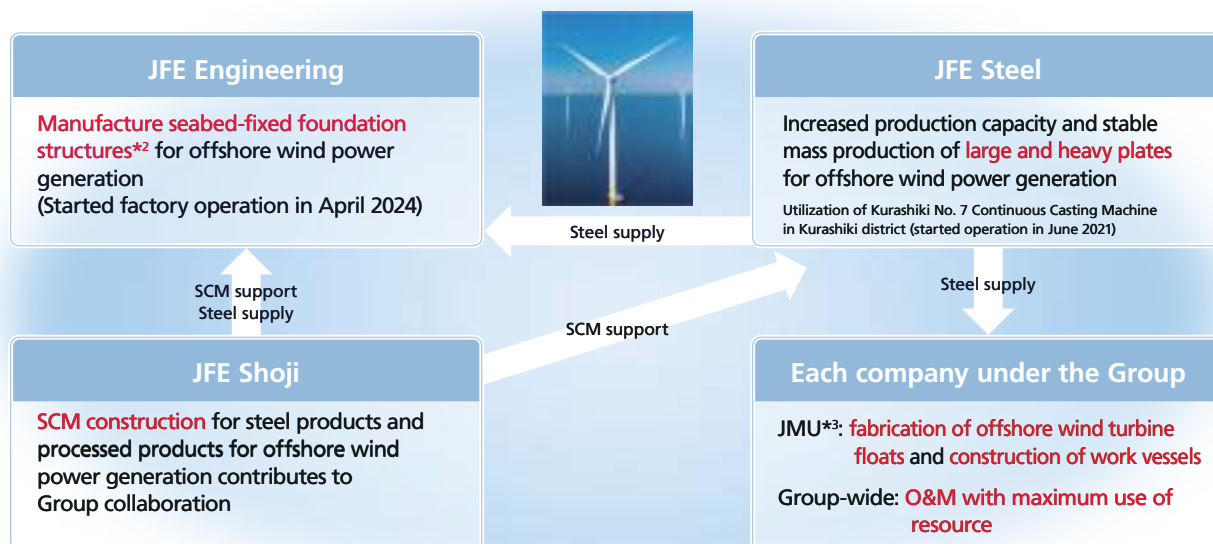 JFE Engineering
Manufacture seabed-fixed foundation
structures*2 for offshore wind power
generation
(Started factory operation in April 2024)
JFE Steel
Increased production capacity and stable
mass production of large and heavy plates
for offshore wind power generation
Utilization of Kurashiki No. 7 Continuous Casting Machine
in Kurashiki district (started operation in June 2021)
Steel supply
SCM support
Steel supply
SCM support
Steel supply
JFE Shoji
SCM construction for steel products and
processed products for offshore wind
power generation contributes to
Group collaboration
Each company under the Group
JMU*3: fabrication of offshore wind turbine
floats and construction of work vessels
Group-wide: O&M with maximum use of
resource